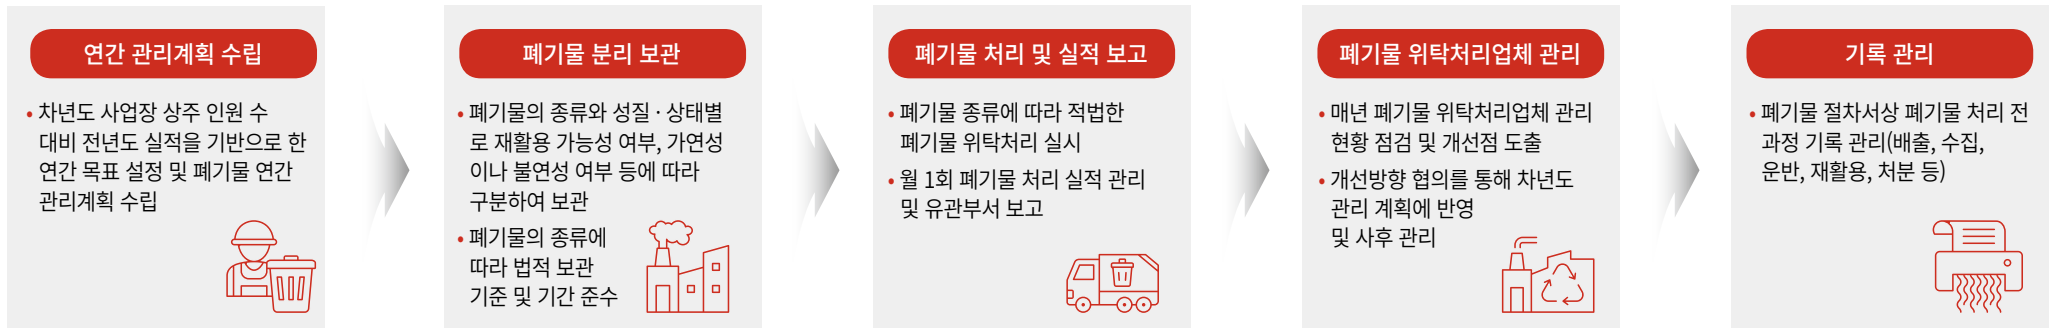 연간 관리계획 수립
• 차년도 사업장 상주 인원 수
대비 전년도 실적을 기반으로 한
연간 목표 설정 및 폐기물 연간
관리계획 수립
폐기물 분리 보관
• 폐기물의 종류와 성질 · 상태별
로 재활용 가능성 여부, 가연성
이나 불연성 여부 등에 따라
구분하여 보관
• 폐기물의 종류에
따라 법적 보관
기준 및 기간 준수
폐기물 처리 및 실적 보고
• 폐기물 종류에 따라 적법한
폐기물 위탁처리 실시
• 월 1회 폐기물 처리 실적 관리
및 유관부서 보고
폐기물 위탁처리업체 관리
• 매년 폐기물 위탁처리업체 관리
현황 점검 및 개선점 도출
• 개선방향 협의를 통해 차년도
관리 계획에 반영
및 사후 관리
기록 관리
• 폐기물 절차서상 폐기물 처리 전
과정 기록 관리(배출, 수집,
운반, 재활용, 처분 등)